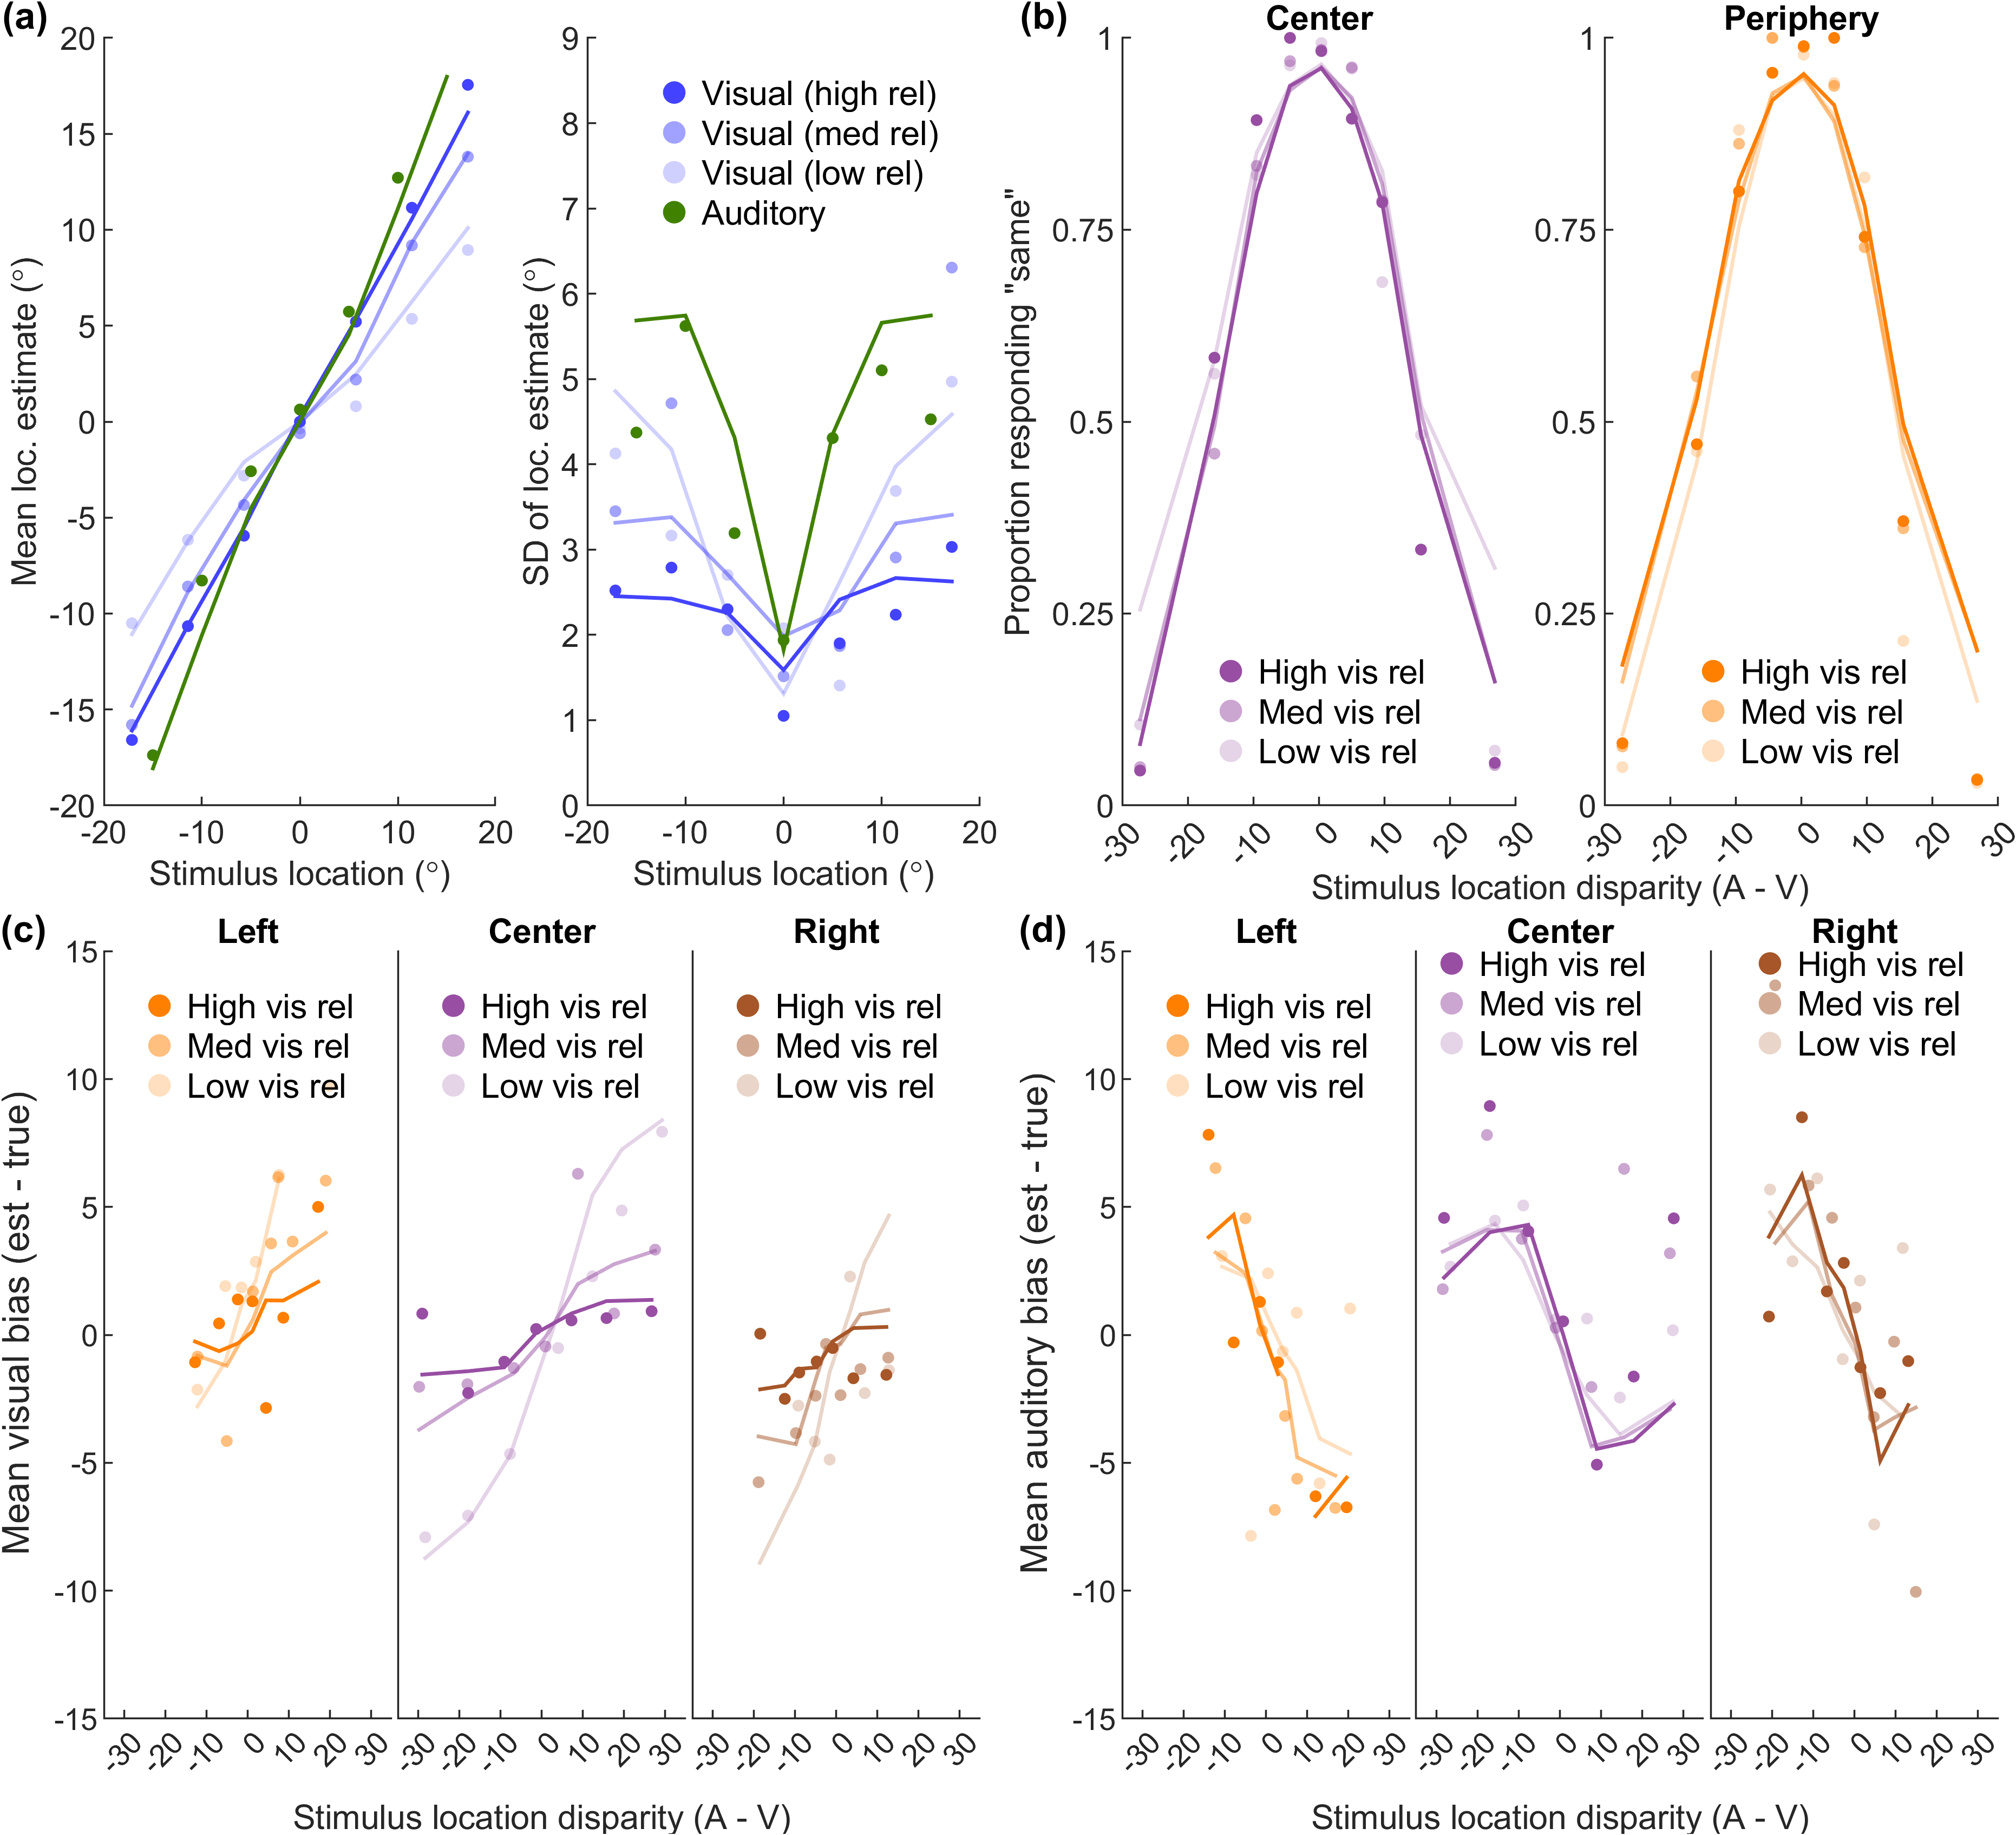 (a)
20
15
10
5
0
-5
-10
-15
-20
-20
-10
0
10
20
Mean loc. estimate (°)
Stimulus location (°)
9
8
7
6
5
4
3
2
1
0
-20
-10
0
10
20
SD of loc. estimate (°)
Stimulus location (°)
Visual (high rel)
Visual (med rel)
Visual (low rel)
Auditory
(b)
Center
1
0.75
0.5
0.25
0
-30
-20
-10
0
10
20
30
Proportion responding "same"
High vis rel
Med vis rel
Low vis rel
Periphery
1
0.75
0.5
0.25
0
-30
-20
-10
0
10
20
30
High vis rel
Med vis rel
Low vis rel
Stimulus location disparity (A - V)
(c)
Left
Center
Right
15
10
5
0
-5
-10
-15
Mean visual bias (est - true)
High vis rel
Med vis rel
Low vis rel
High vis rel
Med vis rel
Low vis rel
High vis rel
Med vis rel
Low vis rel
-30
-20
-10
0
10
20
30
-30
-20
-10
0
10
20
30
-30
-20
-10
0
10
20
30
Stimulus location disparity (A - V)
(d)
Left
Center
Right
15
10
5
0
-5
-10
-15
Mean auditory bias (est - true)
High vis rel
Med vis rel
Low vis rel
High vis rel
Med vis rel
Low vis rel
High vis rel
Med vis rel
Low vis rel
-30
-20
-10
0
10
20
30
-30
-20
-10
0
10
20
30
-30
-20
-10
0
10
20
30
Stimulus location disparity (A - V)